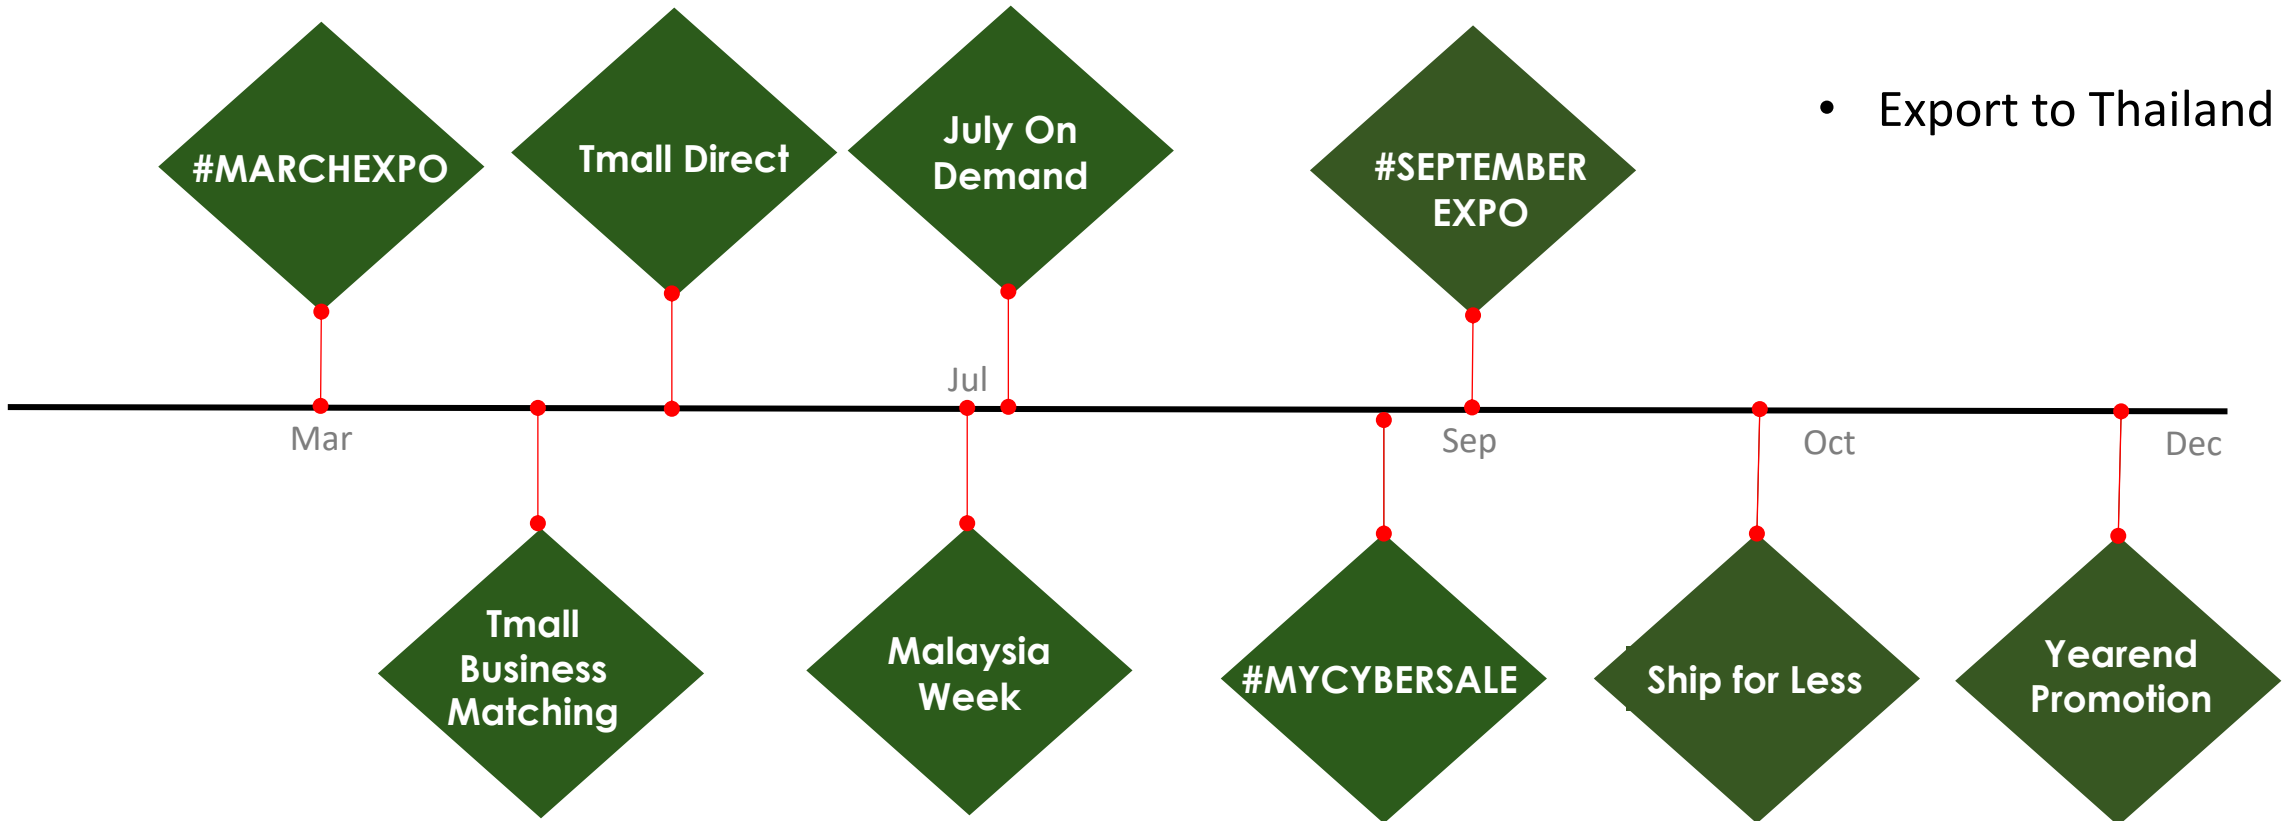 #MARCHEXPO
Tmall Direct
July On
Demand
#SEPTEMBER
EXPO
• Export to Thailand
Jul
Mar
Sep
Oct
Dec
Tmall
Business
Matching
Malaysia
Week
#MYCYBERSALE
Ship for Less
Yearend
Promotion